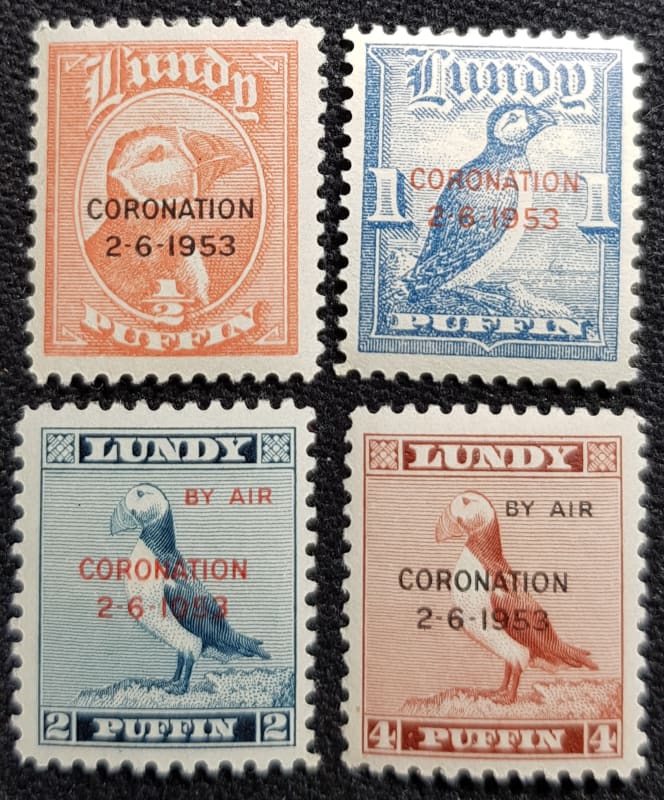 Lundy
CORONATION
2-6-1953
1/2
PUFFIN
Lundy
1 1
CORONATION
2-6-1953
PUFFIN
LUNDY
BY AIR
CORONATION
2-6-1953
2 PUFFIN 2
LUNDY
BY AIR
CORONATION
2-6-1953
4 PUFFIN 4